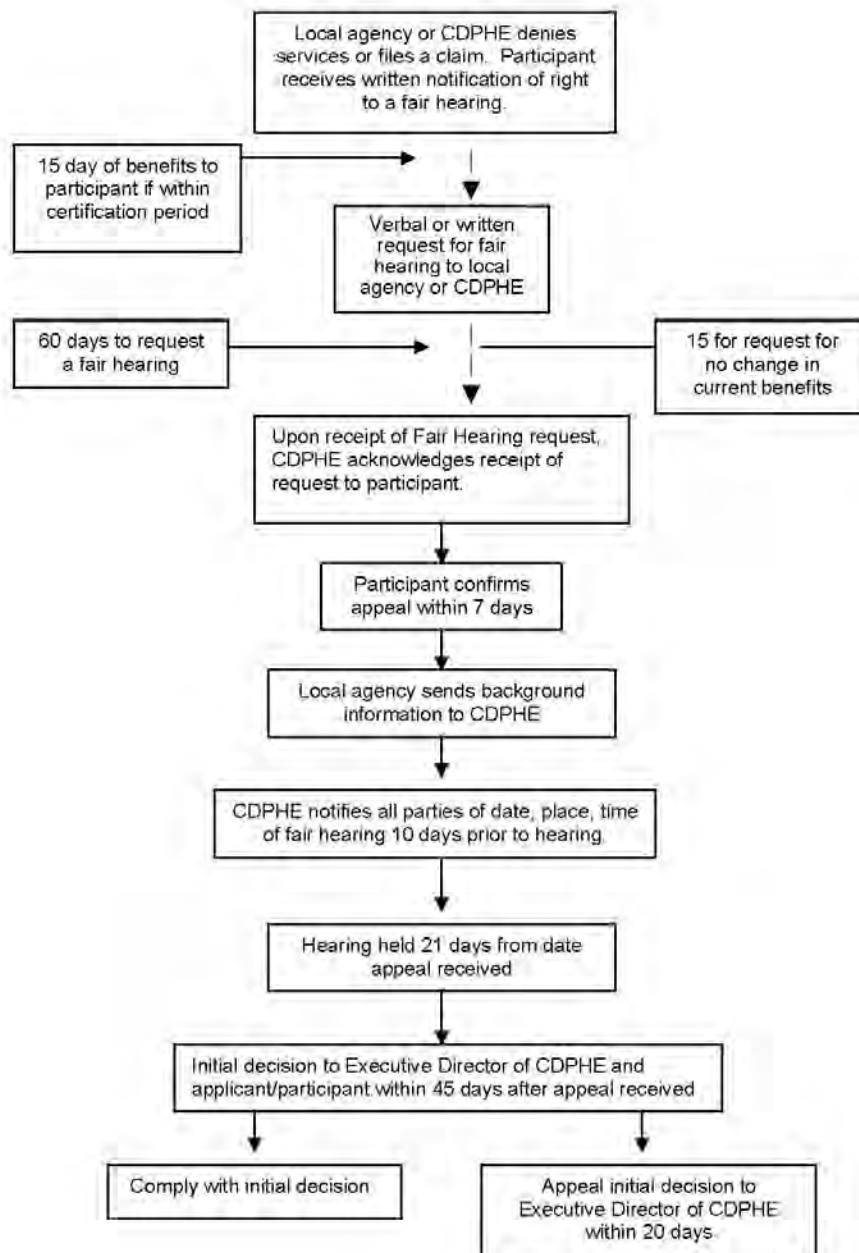 Local agency or CDPHE denies
services or files a claim. Participant
receives written notification of right
to a fair hearing.
15 day of benefits to
participant if within
certification period
Verbal or written
request for fair
hearing to local
agency or CDPHE
60 days to request
a fair hearing
15 for request for
no change in
current benefits
Upon receipt of Fair Hearing request,
CDPHE acknowledges receipt of
request to participant.
Participant confirms
appeal within 7 days
Local agency sends background
information to CDPHE
CDPHE notifies all parties of date, place, time
of fair hearing 10 days prior to hearing.
Hearing held 21 days from date
appeal received
Initial decision to Executive Director of CDPHE and
applicant/participant within 45 days after appeal received
Comply with initial decision
Appeal initial decision to
Executive Director of CDPHE
within 20 days